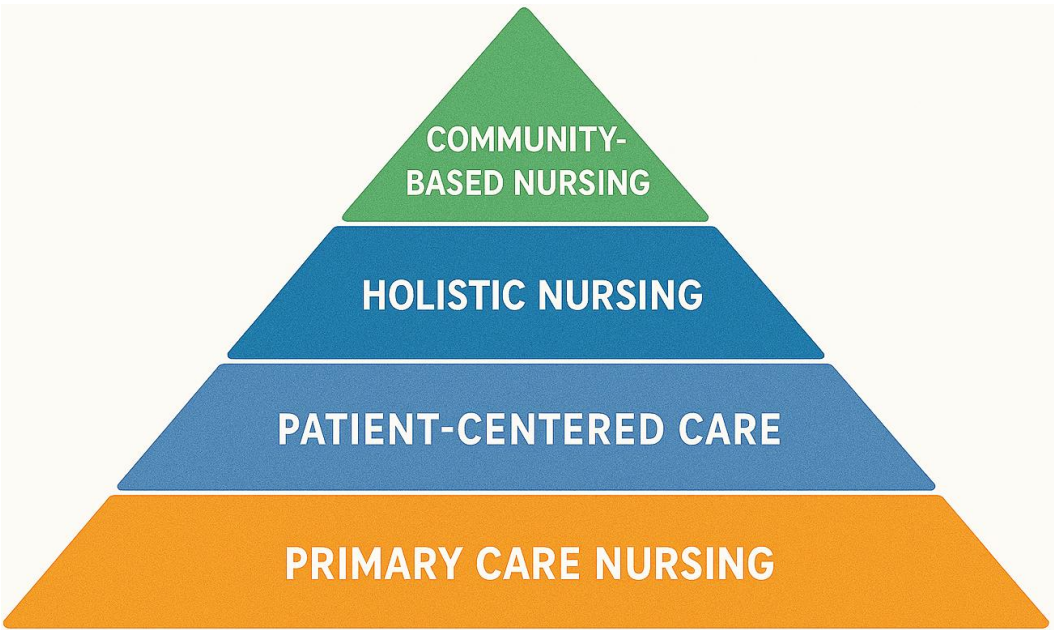 COMMUNITY-
BASED NURSING
HOLISTIC NURSING
PATIENT-CENTERED CARE
PRIMARY CARE NURSING